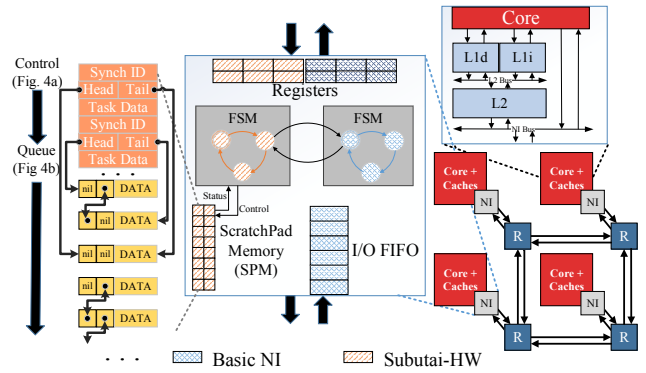 Control
(Fig. 4a)
Queue
(Fig 4b)
Synch ID
Head Tail
Task Data
Synch ID
Head Tail
Task Data
. . .
nil DATA
nil DATA
nil nil DATA
nil DATA
DATA
. . .
Registers
FSM
FSM
Status
Control
ScratchPad
Memory
(SPM)
I/O FIFO
Basic NI
Subutai-HW
Core
L1d L1i
L2 Bus
L2
NI Bus
Core +
Caches
NI
R
Core +
Caches
NI
R
Core +
Caches
NI
R
Core +
Caches
NI
R